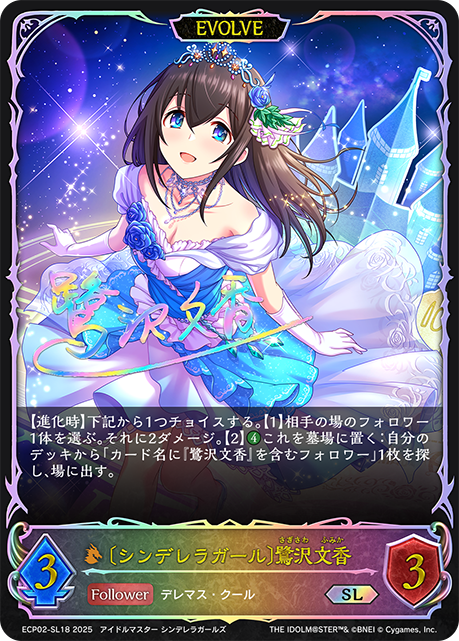 EVOLVE
鷺沢文香
【進化時】下記から1つチョイスする。【1】相手の場のフォロワー
1体を選ぶ。それに2ダメージ。【2】④これを墓場に置く：自分の
デッキから「カード名に『鷺沢文香』を含むフォロワー」1枚を探
し、場に出す。
さぎさわ ふみか
〔シンデレラガール〕鷺沢文香
3
3
Follower デレマス・クール SL
ECP02-SL18 2025 アイドルマスター シンデレラガールズ THE IDOLM@STER™& ©BNEI © Cygames, Inc.